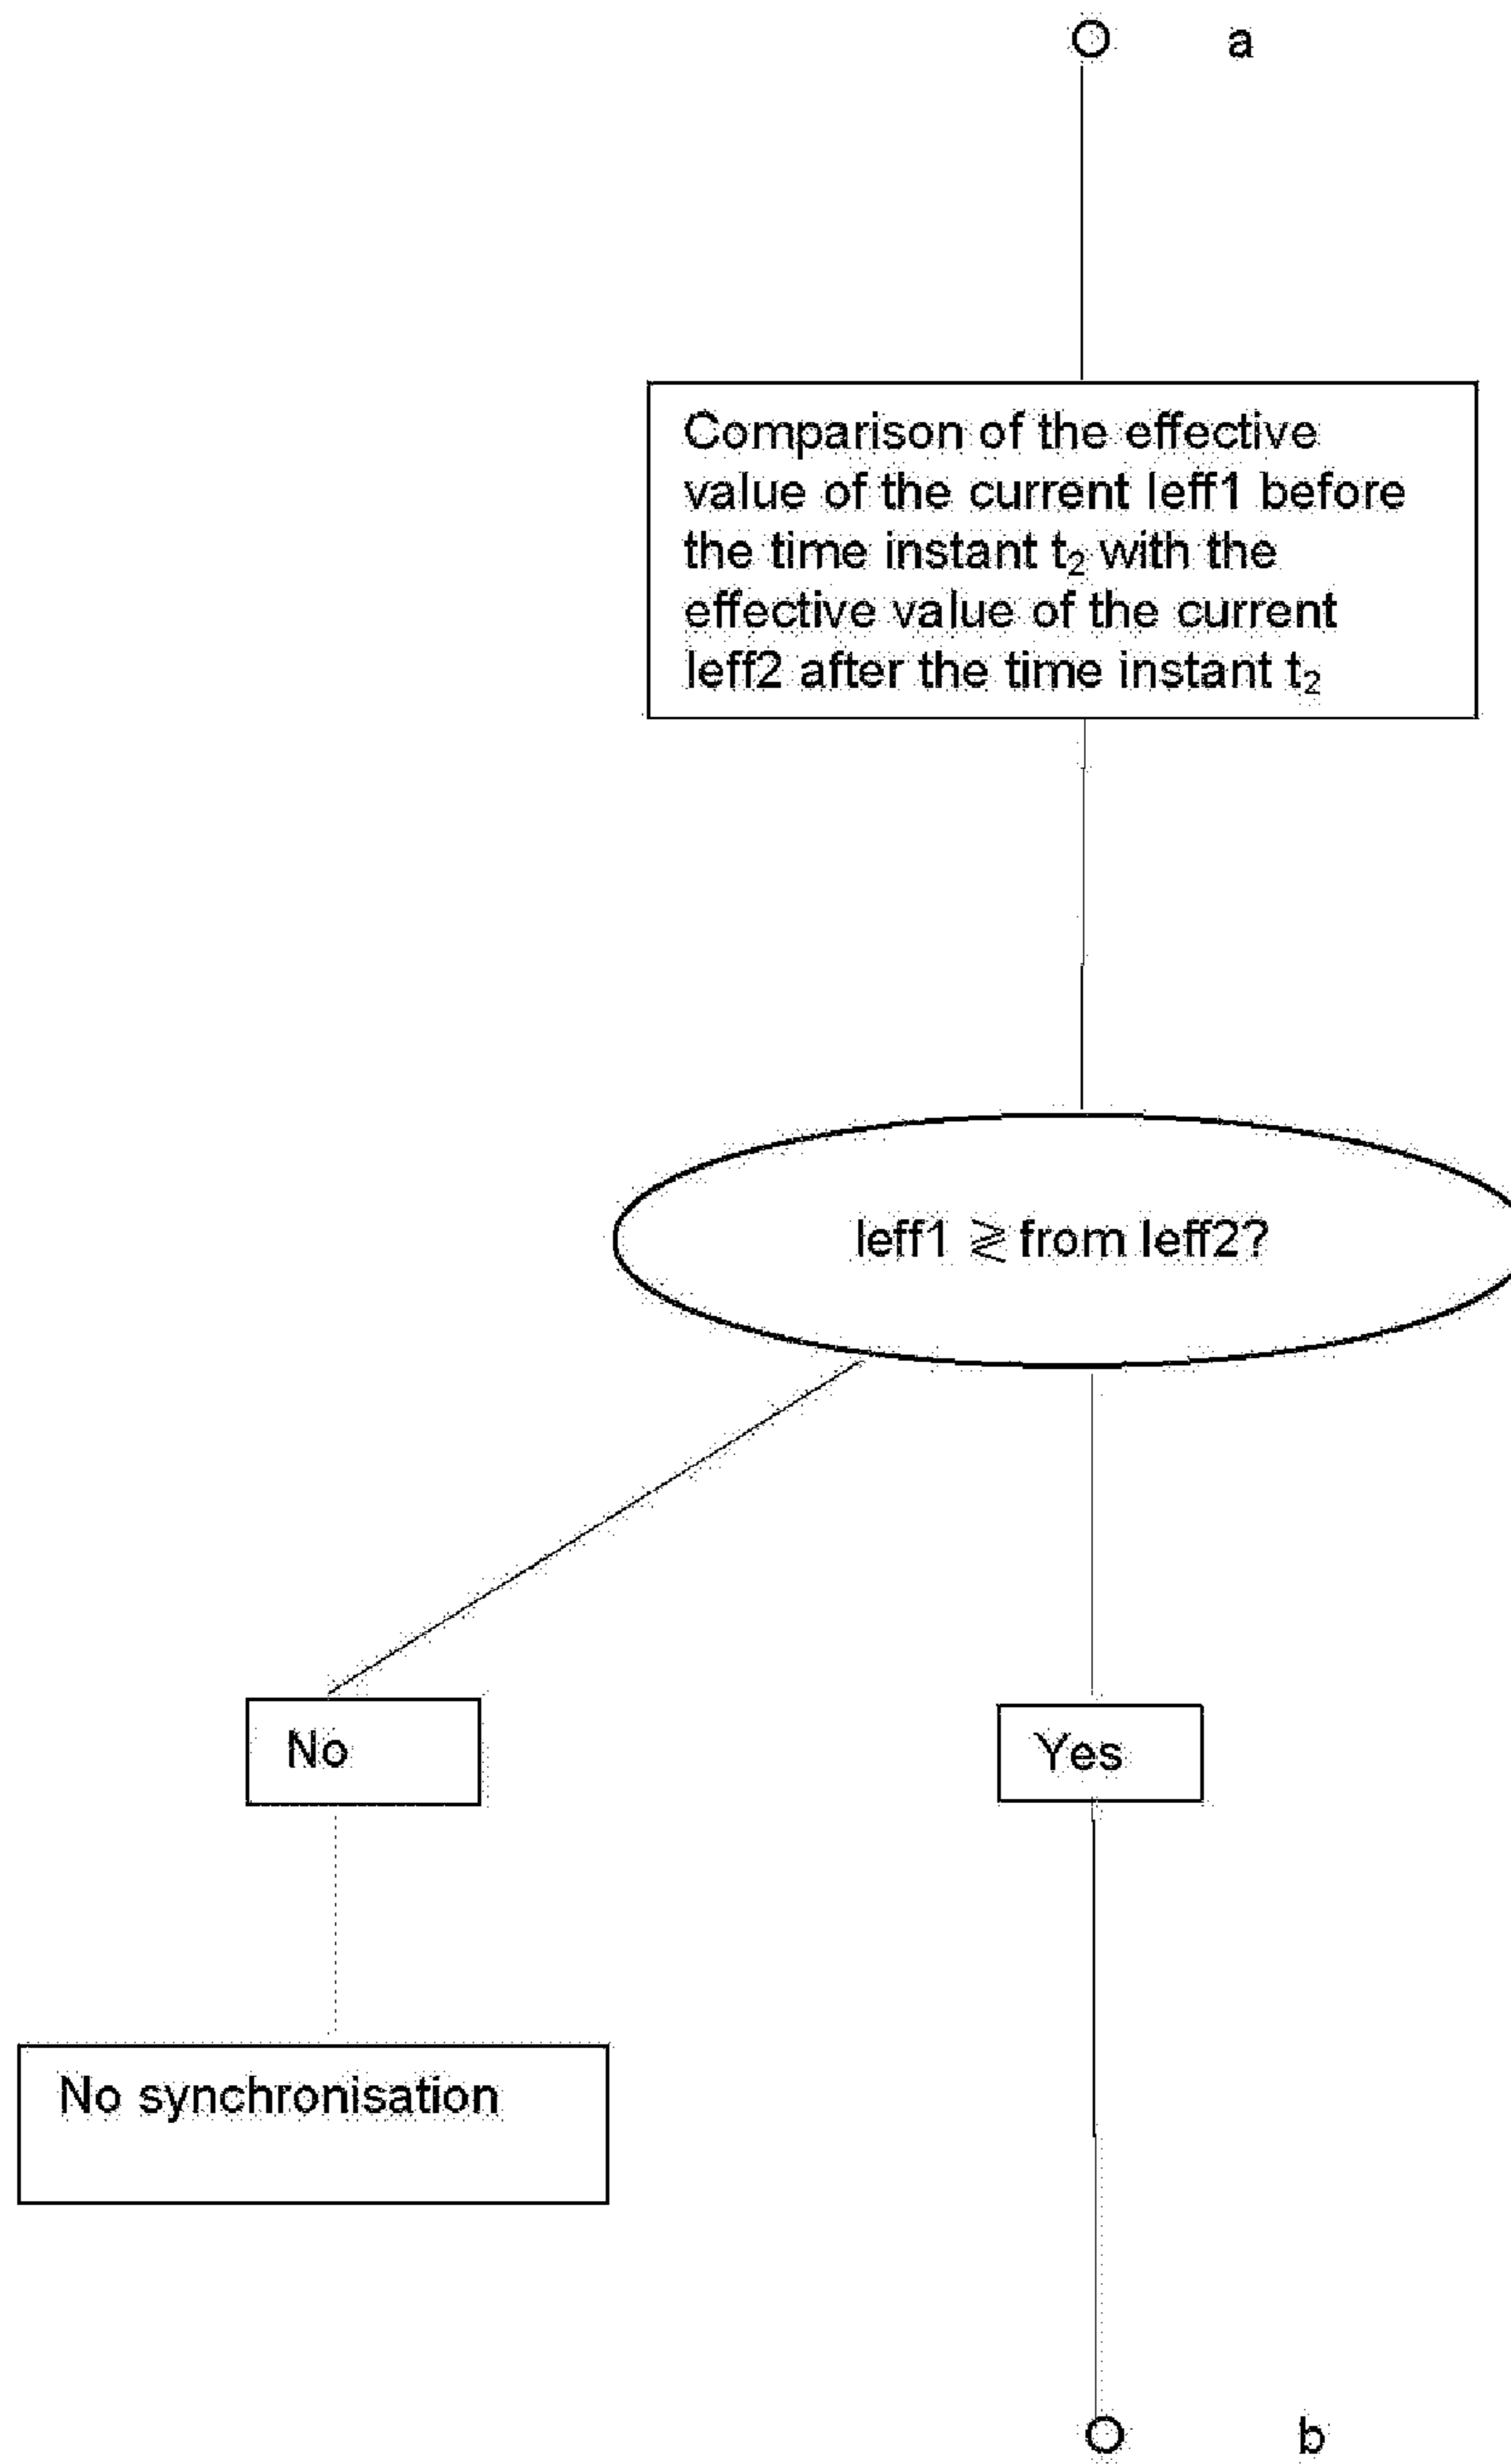 a
Comparison of the effective
value of the current Ieff1 before
the time instant t₂ with the
effective value of the current
Ieff2 after the time instant t₂
Ieff1 ⋛ from Ieff2?
No
Yes
No synchronisation
b